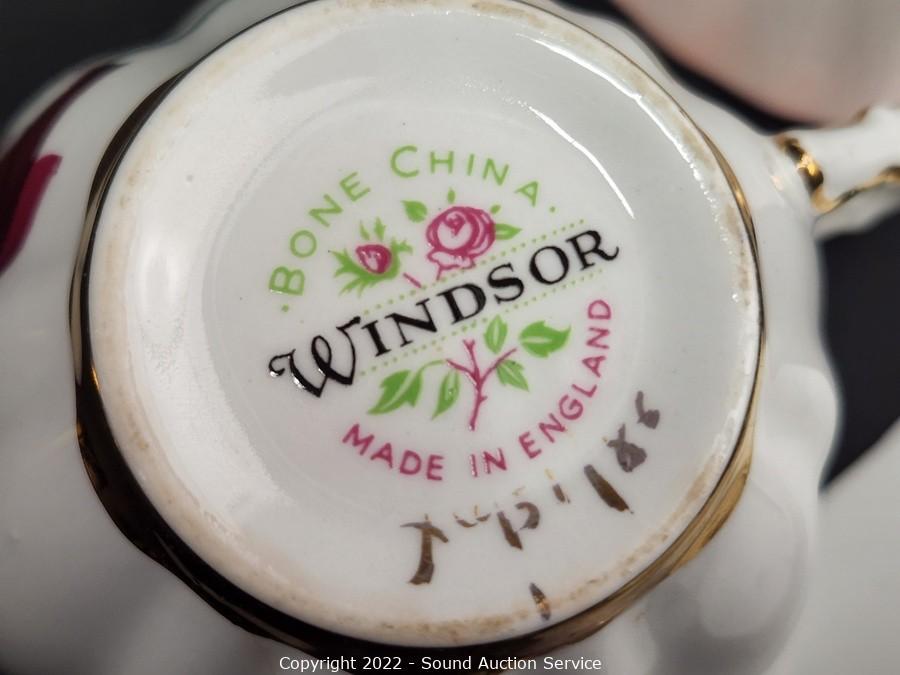 BONE CHINA
WINDSOR
MADE IN ENGLAND
Copyright 2022 - Sound Auction Service